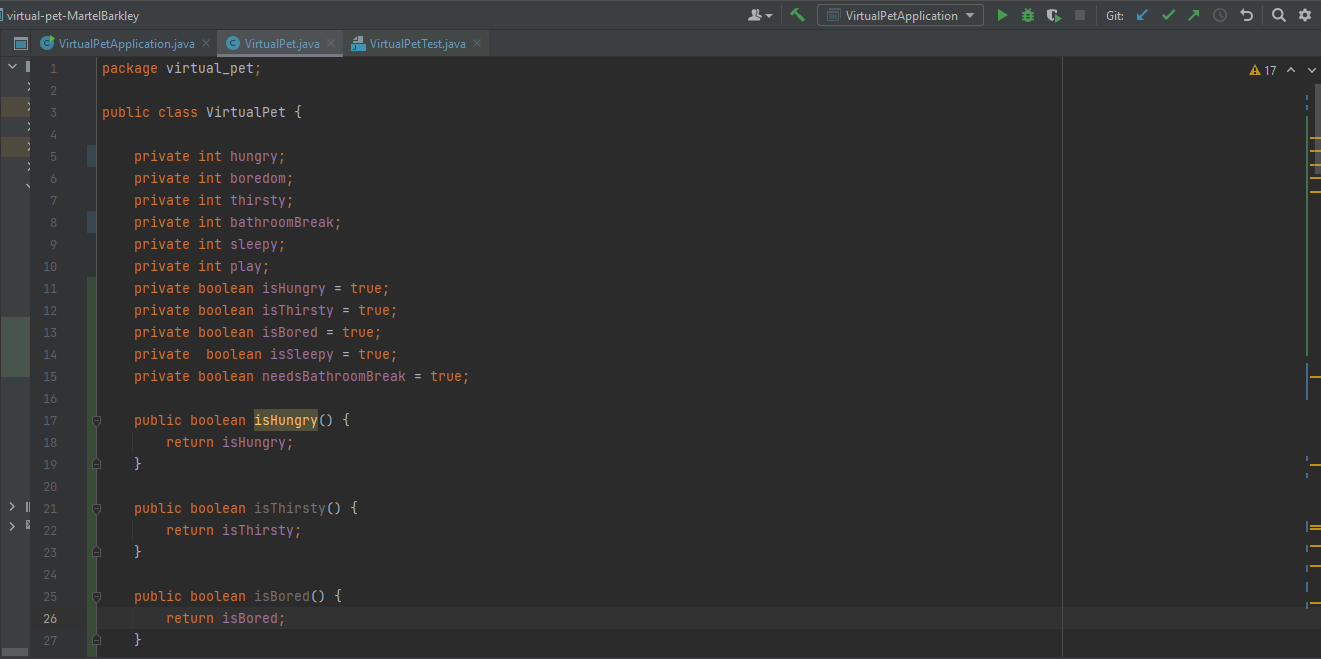 virtual-pet-MartelBarkley
VirtualPetApplication
Git:
VirtualPetApplication.java
VirtualPet.java
VirtualPetTest.java
17
1 package virtual_pet;
2
3 public class VirtualPet {
4
5     private int hungry;
6     private int boredom;
7     private int thirsty;
8     private int bathroomBreak;
9     private int sleepy;
10     private int play;
11     private boolean isHungry = true;
12     private boolean isThirsty = true;
13     private boolean isBored = true;
14     private  boolean isSleepy = true;
15     private boolean needsBathroomBreak = true;
16
17     public boolean isHungry() {
18         return isHungry;
19     }
20
21     public boolean isThirsty() {
22         return isThirsty;
23     }
24
25     public boolean isBored() {
26         return isBored;
27     }